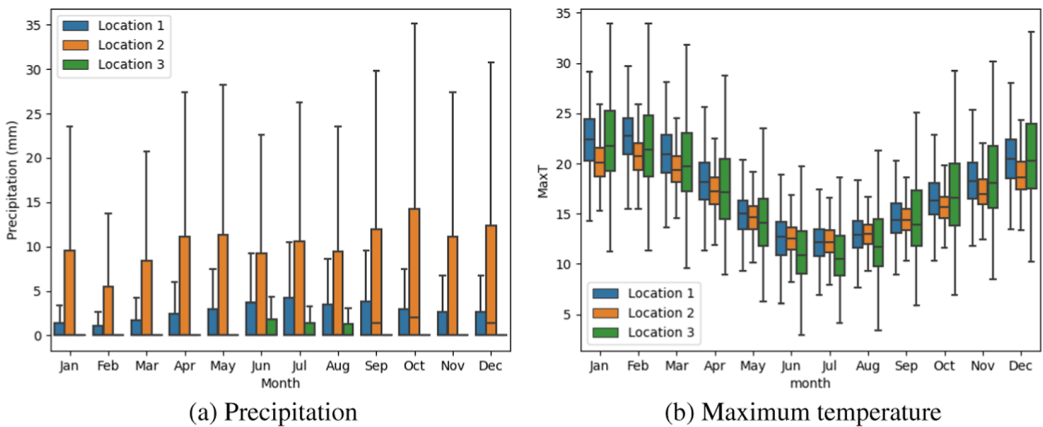 Precipitation (mm)
35
30
25
20
15
10
5
0
Location 1
Location 2
Location 3
Jan Feb Mar Apr May Jun Jul Aug Sep Oct Nov Dec
Month
(a) Precipitation
MaxT
35
30
25
20
15
10
5
Location 1
Location 2
Location 3
Jan Feb Mar Apr May Jun Jul Aug Sep Oct Nov Dec
month
(b) Maximum temperature